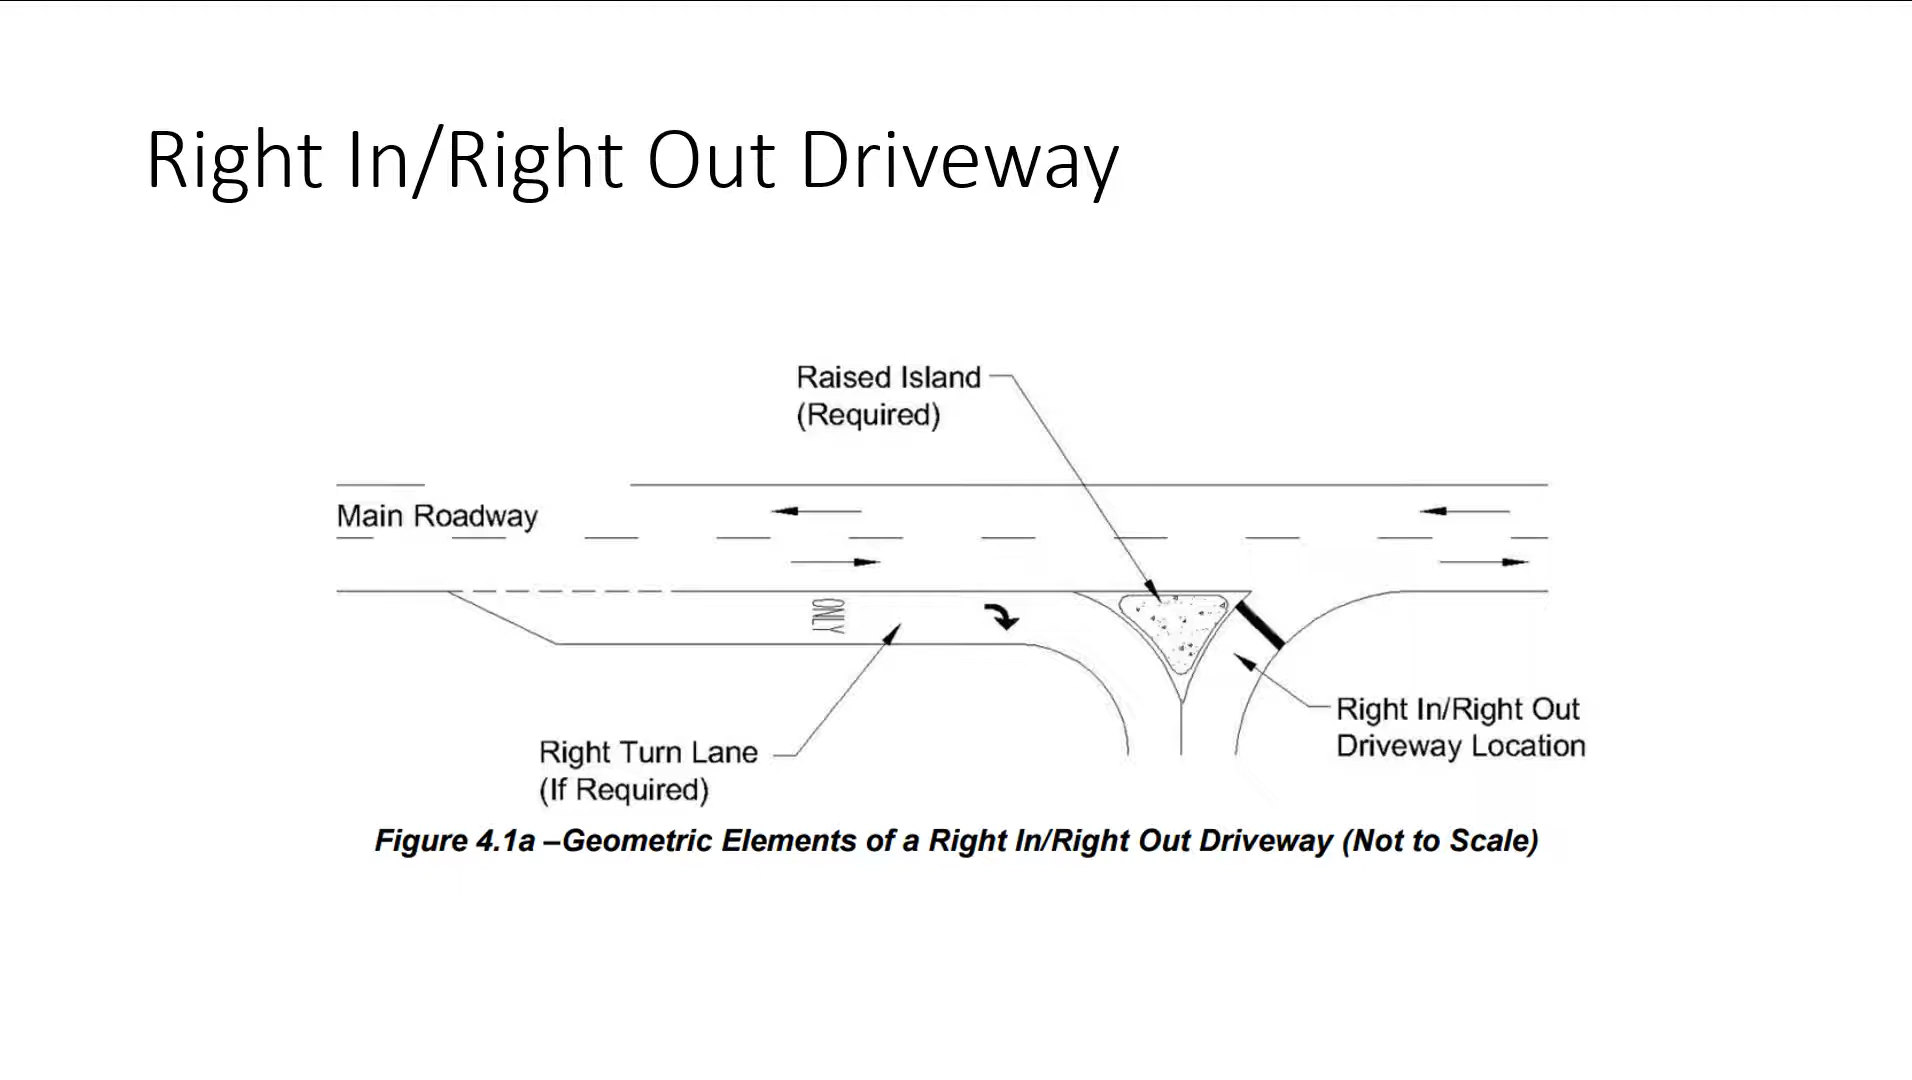 Right In/Right Out Driveway
Raised Island
(Required)
Main Roadway
ONLY
Right In/Right Out
Driveway Location
Right Turn Lane
(If Required)
Figure 4.1a –Geometric Elements of a Right In/Right Out Driveway (Not to Scale)